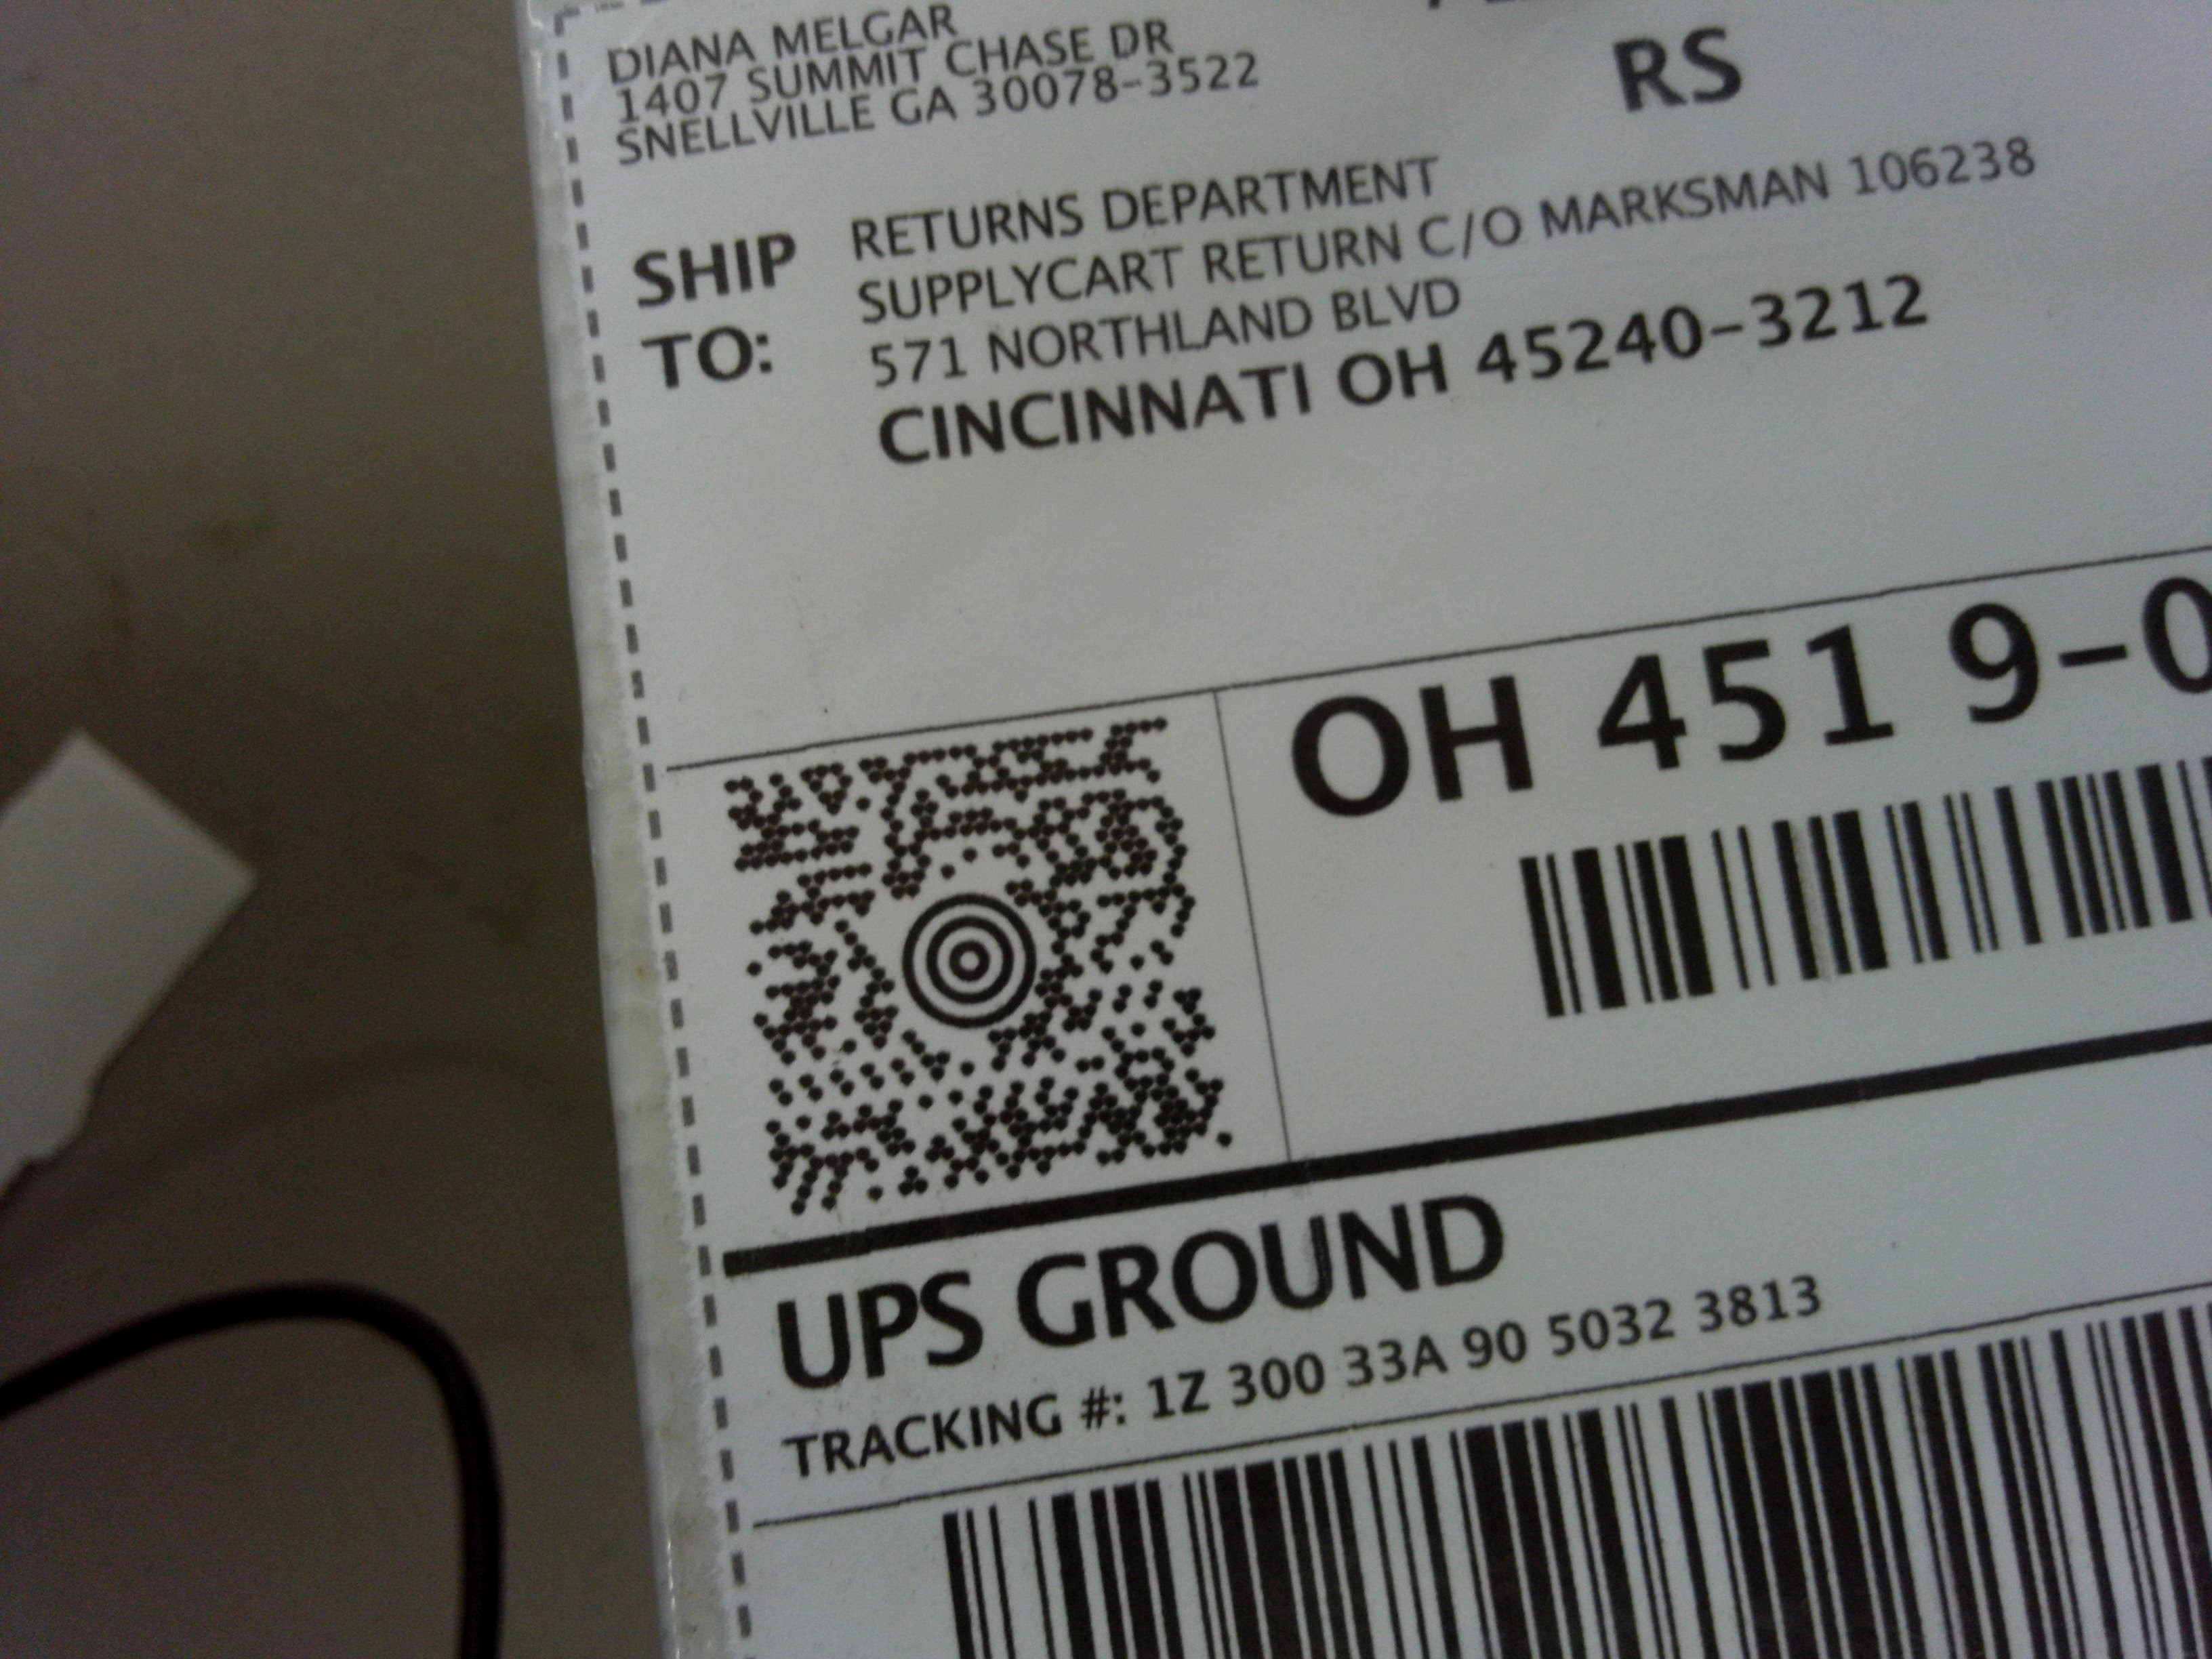 DIANA MELGAR
1407 SUMMIT CHASE DR
SNELLVILLE GA 30078-3522
RS
SHIP TO:
RETURNS DEPARTMENT
SUPPLYCART RETURN C/O MARKSMAN 106238
571 NORTHLAND BLVD
CINCINNATI OH 45240-3212
OH 451 9-0
UPS GROUND
TRACKING #: 1Z 300 33A 90 5032 3813